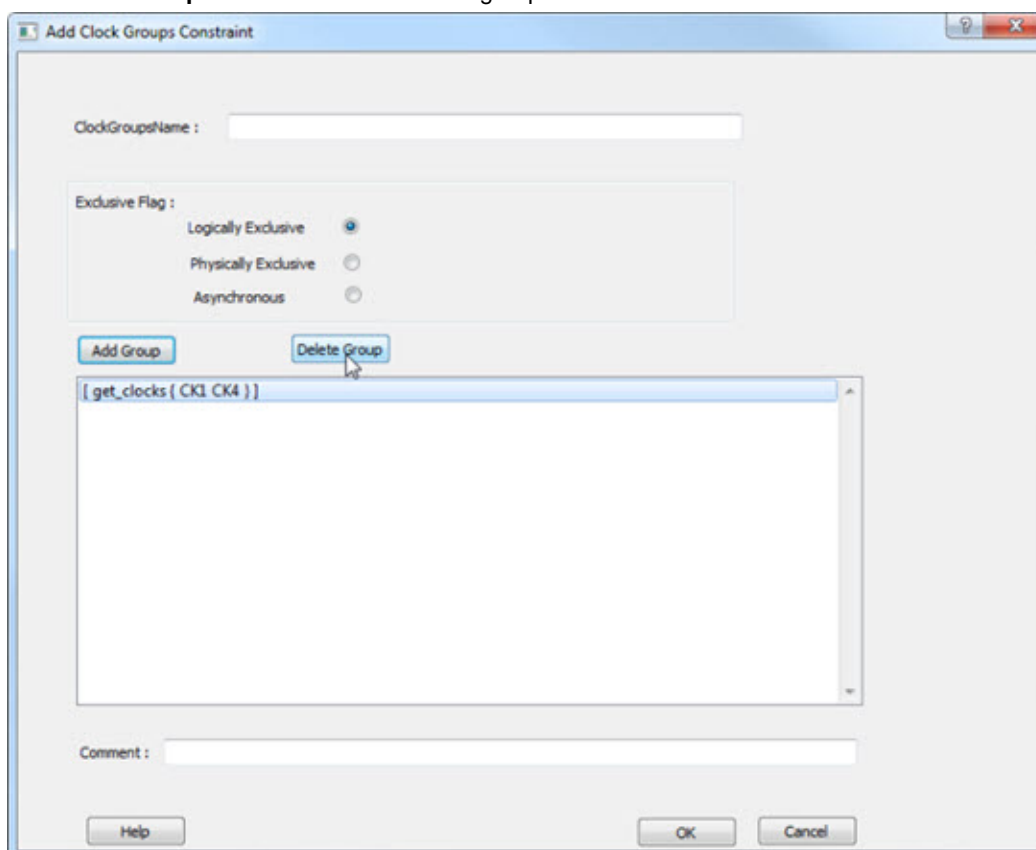 Add Clock Groups Constraint
ClockGroupsName :
Exclusive Flag :
Logically Exclusive
Physically Exclusive
Asynchronous
Add Group Delete Group
[ get_clocks { CK1 CK4 } ]
Comment :
Help OK Cancel